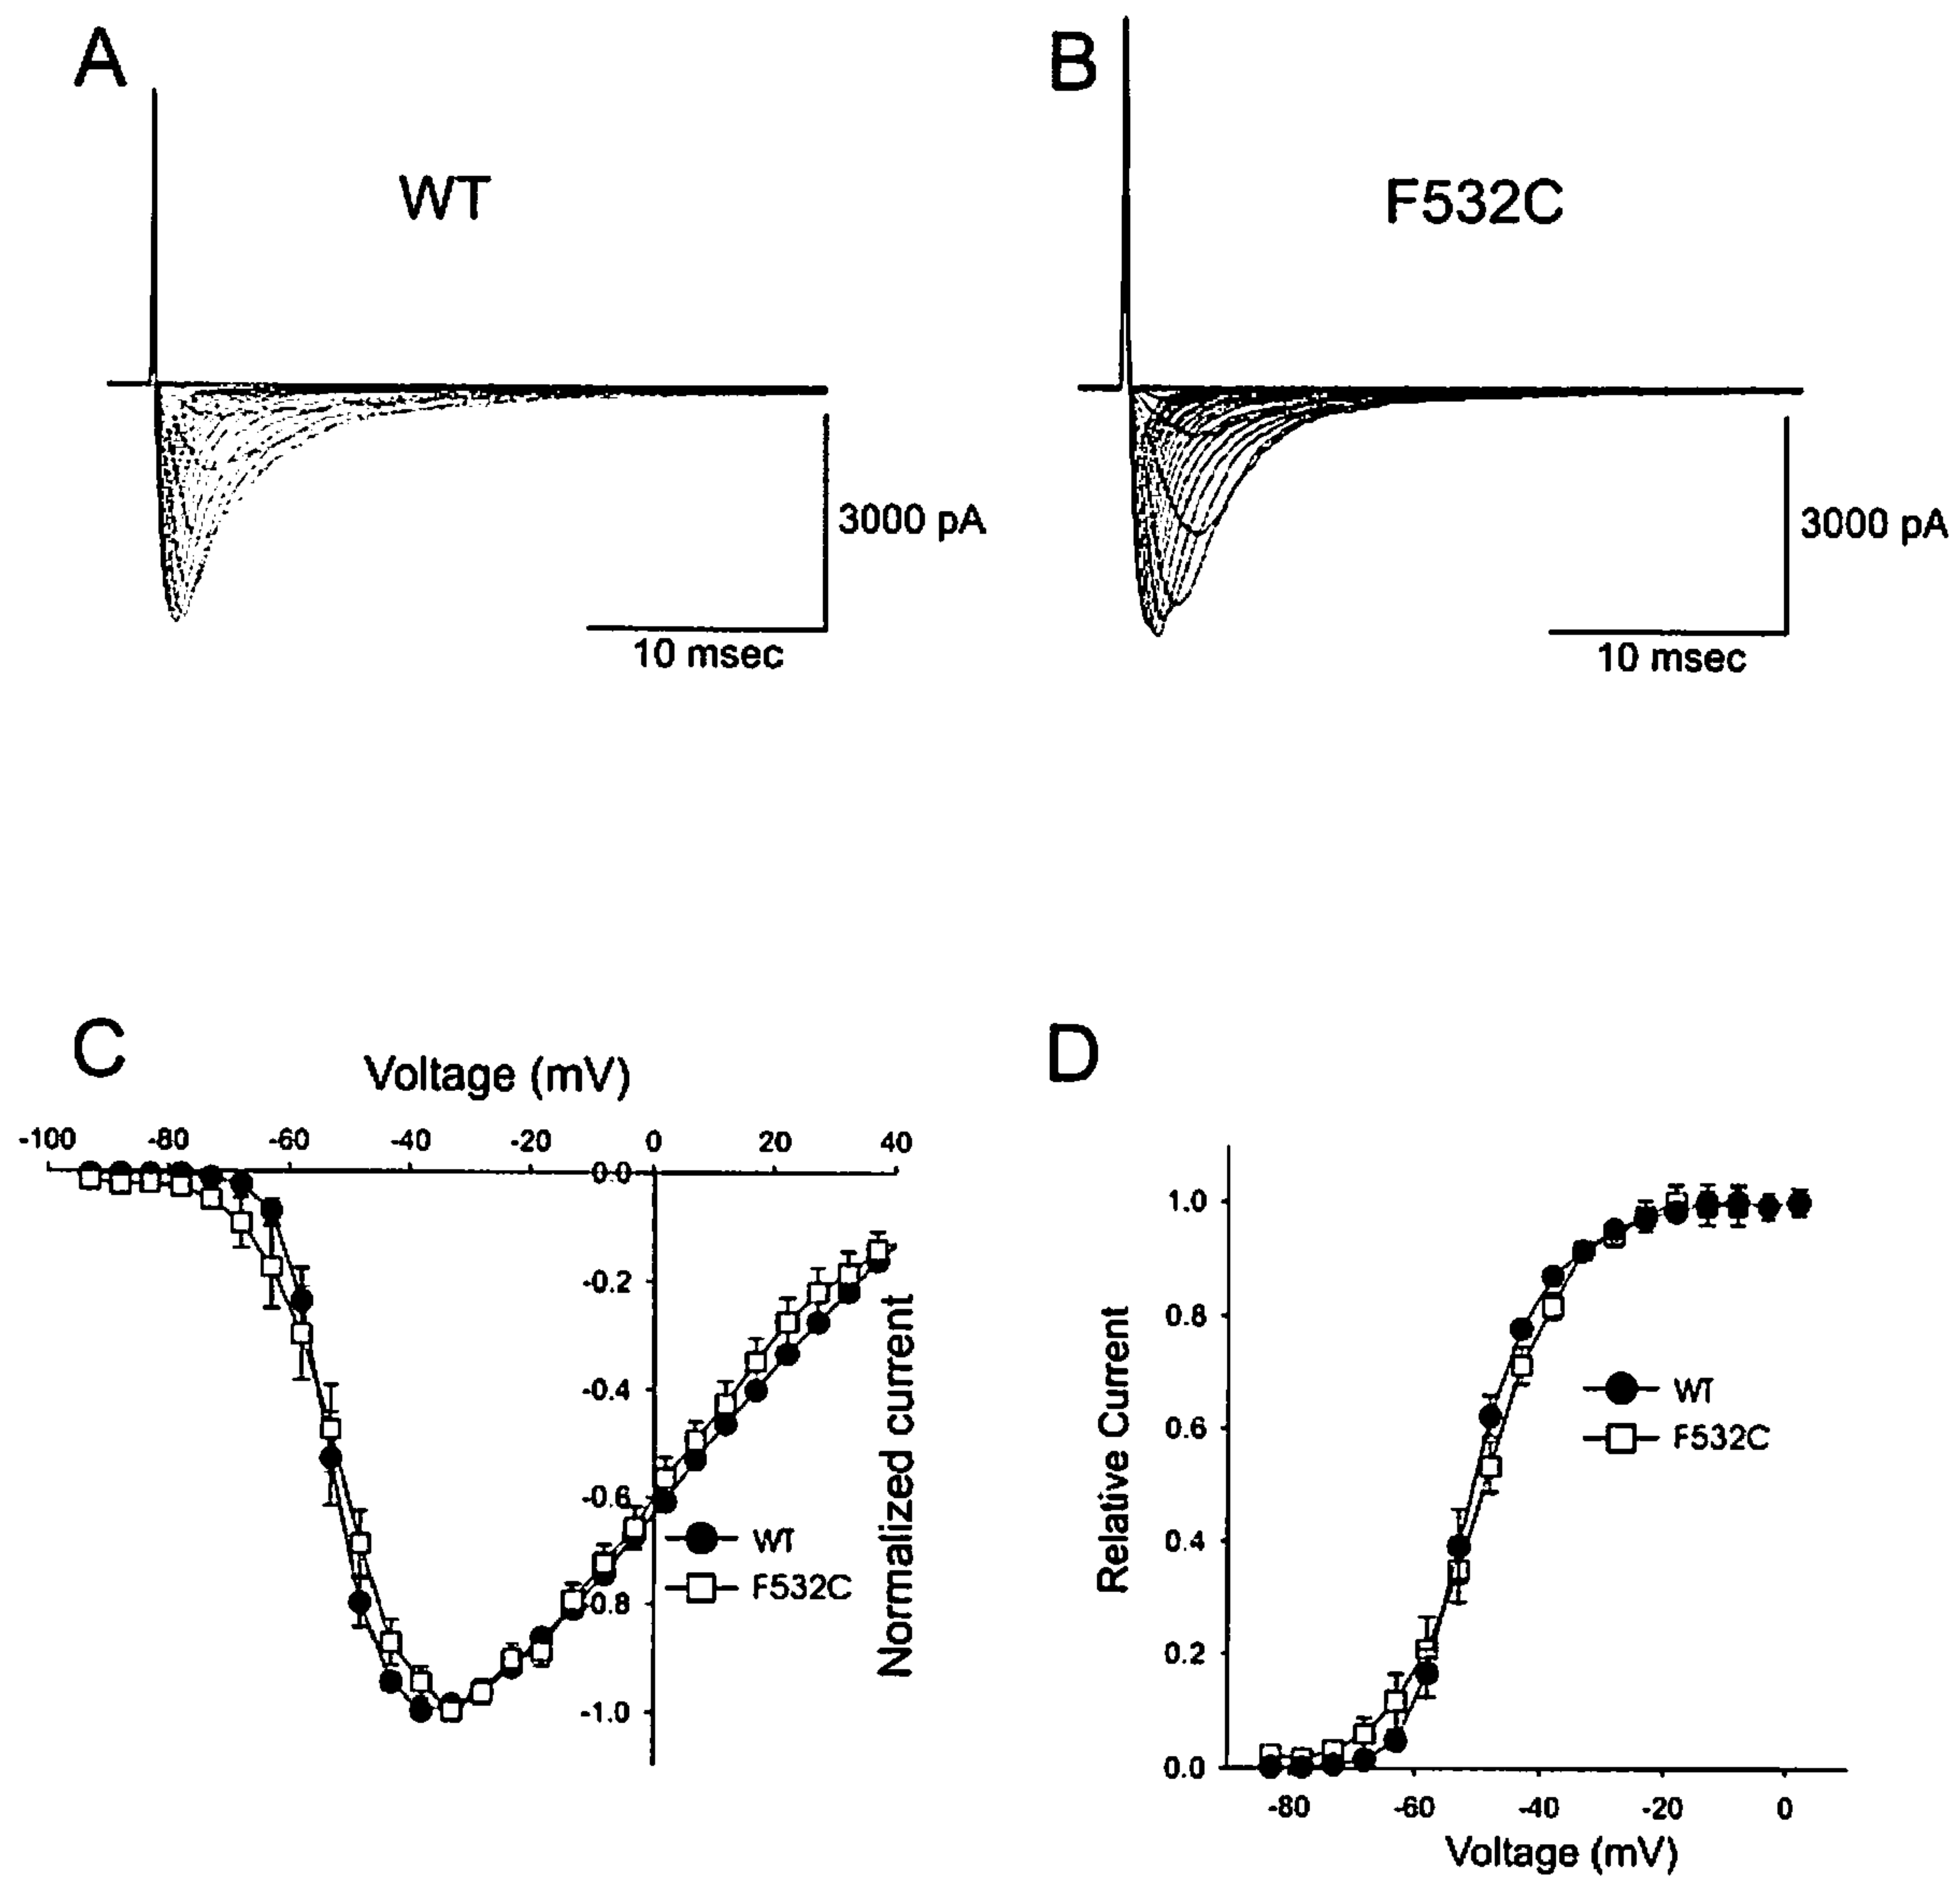 A
B
WT
F532C
3000 pA
3000 pA
10 msec
10 msec
C
D
Voltage (mV)
-100 -80 -60 -40 -20 0 20 40
0.0
-0.2
-0.4
-0.6
-0.8
-1.0
Normalized current
WT
F532C
1.0
0.8
0.6
0.4
0.2
0.0
Relative Current
WT
F532C
-80 -60 -40 -20 0
Voltage (mV)